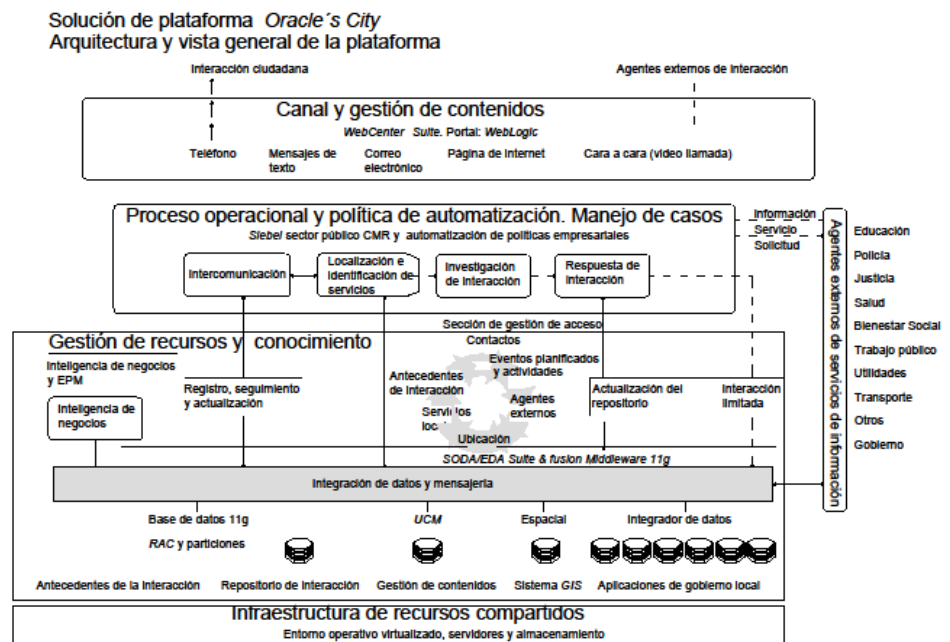 Solución de plataforma Oracle´s City
Arquitectura y vista general de la plataforma
Interacción ciudadana
Agentes externos de interacción
Canal y gestión de contenidos
WebCenter Suite. Portal: WebLogic
Teléfono
Mensajes de
texto
Correo
electrónico
Página de internet
Cara a cara (video llamada)
Proceso operacional y política de automatización. Manejo de casos
Siebel sector público CMR y automatización de políticas empresariales
Intercomunicación
Localización e
identificación de
servicios
Investigación
de interacción
Respuesta de
interacción
Información
Servicio
Solicitud
Agentes externos de servicios de información
Educación
Policía
Justicia
Salud
Bienestar Social
Trabajo público
Utilidades
Transporte
Otros
Gobierno
Sección de gestión de acceso
Gestión de recursos y conocimiento
Contactos
Inteligencia de negocios
y EPM
Inteligencia de
negocios
Registro, seguimiento
y actualización
Antecedentes
de interacción
Eventos planificados
y actividades
Servicios
Agentes
externos
Actualización del
repositorio
Interacción
limitada
Ubicación
SODA/EDA Suite & fusion Middleware 11g
Integración de datos y mensajería
Base de datos 11g
UCM
Espacial
Integrador de datos
RAC y particiones
Antecedentes de la interacción
Repositorio de interacción
Gestión de contenidos
Sistema GIS
Aplicaciones de gobierno local
Infraestructura de recursos compartidos
Entorno operativo virtualizado, servidores y almacenamiento